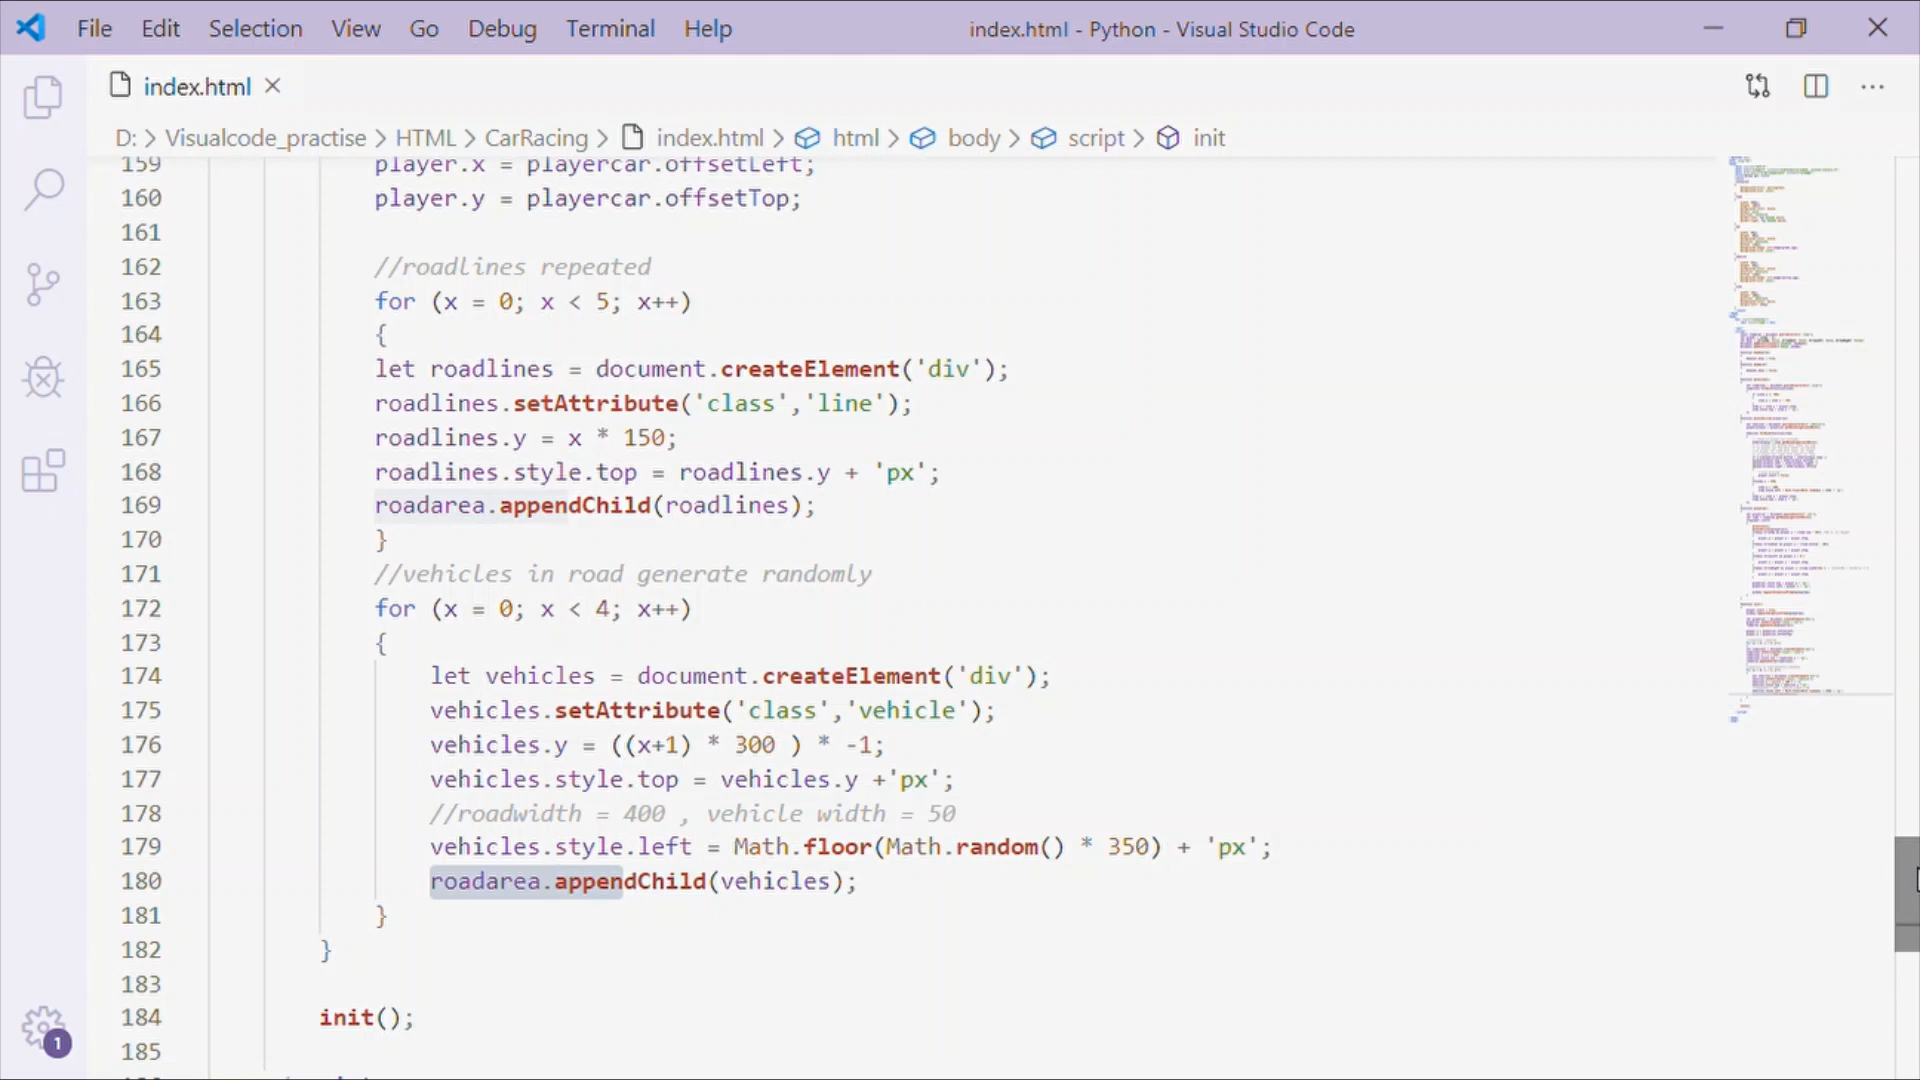 File Edit Selection View Go Debug Terminal Help index.html - Python - Visual Studio Code
index.html
D: > Visualcode_practise > HTML > CarRacing > index.html > html > body > script > init
159 player.x = playercar.offsetLeft;
160 player.y = playercar.offsetTop;
161
162 //roadlines repeated
163 for (x = 0; x < 5; x++)
164 {
165 let roadlines = document.createElement('div');
166 roadlines.setAttribute('class','line');
167 roadlines.y = x * 150;
168 roadlines.style.top = roadlines.y + 'px';
169 roadarea.appendChild(roadlines);
170 }
171 //vehicles in road generate randomly
172 for (x = 0; x < 4; x++)
173 {
174 let vehicles = document.createElement('div');
175 vehicles.setAttribute('class','vehicle');
176 vehicles.y = ((x+1) * 300 ) * -1;
177 vehicles.style.top = vehicles.y +'px';
178 //roadwidth = 400 , vehicle width = 50
179 vehicles.style.left = Math.floor(Math.random() * 350) + 'px';
180 roadarea.appendChild(vehicles);
181 }
182 }
183
184 init();
185
1